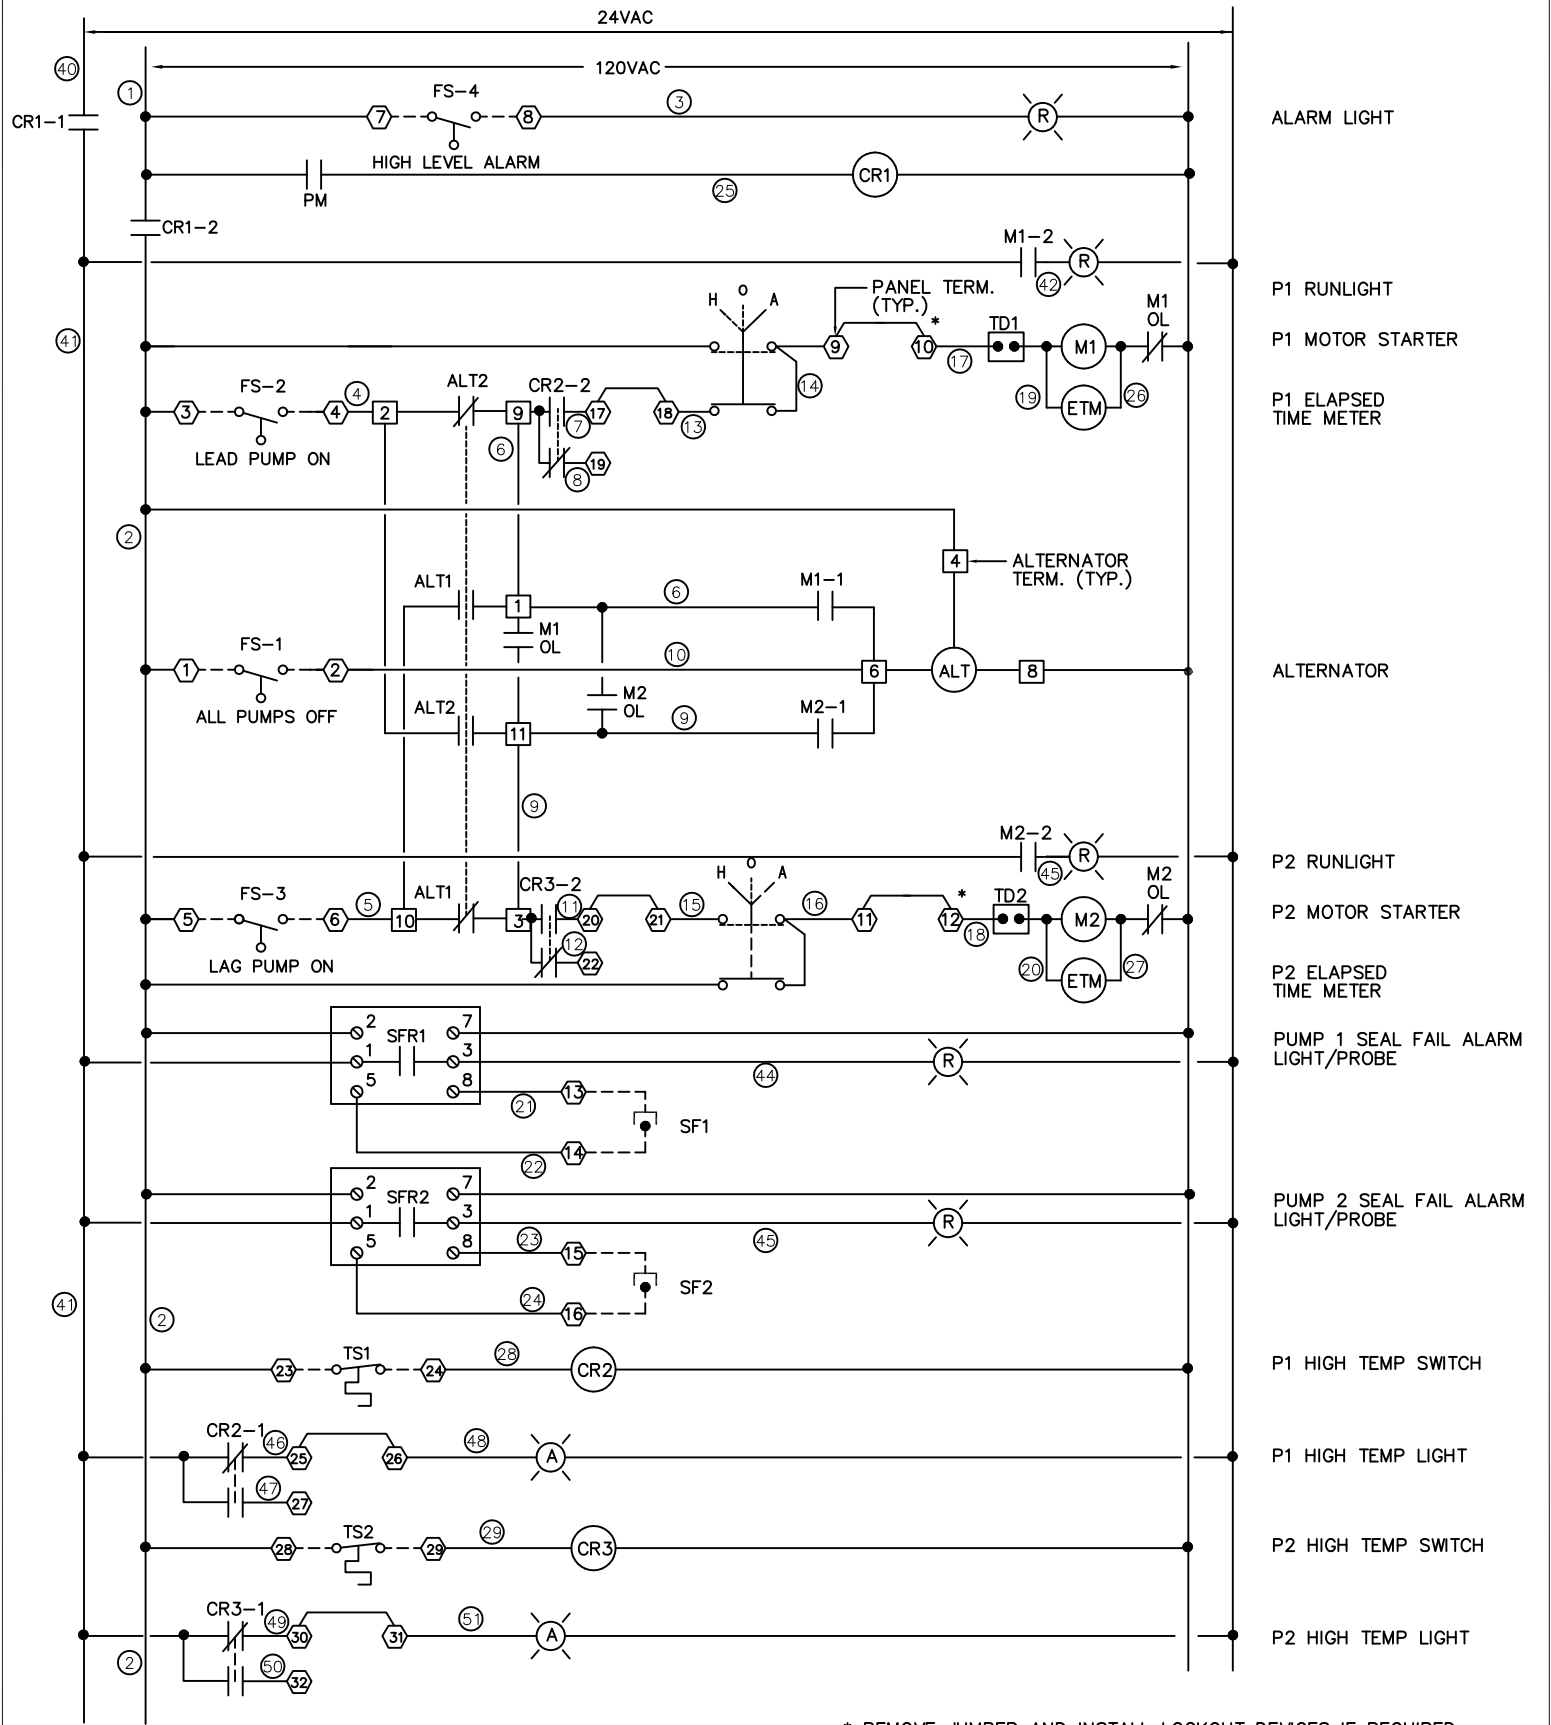 24VAC
40
120VAC
1
FS-4
3
CR1-1
7
8
R
ALARM LIGHT
HIGH LEVEL ALARM
PM
25
CR1
CR1-2
M1-2
R
42
H
O
A
PANEL TERM.
(TYP.)
P1 RUNLIGHT
41
9
10
*
17
TD1
M1
M1
OL
P1 MOTOR STARTER
14
FS-2
4
ALT2
CR2-2
3
4
2
9
7
17
18
13
19
ETM
26
P1 ELAPSED
TIME METER
LEAD PUMP ON
6
8
19
2
4
ALTERNATOR
TERM. (TYP.)
ALT1
1
6
M1-1
M1
OL
FS-1
1
2
10
6
ALT
8
ALTERNATOR
ALL PUMPS OFF
ALT2
M2
OL
11
9
M2-1
9
M2-2
R
45
P2 RUNLIGHT
H
O
A
M2
OL
FS-3
5
6
5
10
ALT1
3
CR3-2
11
20
21
15
16
11
12
*
18
TD2
M2
P2 MOTOR STARTER
LAG PUMP ON
12
22
20
ETM
27
P2 ELAPSED
TIME METER
2
SFR1
7
1
3
5
8
R
44
PUMP 1 SEAL FAIL ALARM
LIGHT/PROBE
21
13
SF1
22
14
2
SFR2
7
1
3
5
8
R
45
PUMP 2 SEAL FAIL ALARM
LIGHT/PROBE
23
15
SF2
24
16
41
2
TS1
23
24
28
CR2
P1 HIGH TEMP SWITCH
CR2-1
46
25
26
48
A
P1 HIGH TEMP LIGHT
47
27
TS2
28
29
29
CR3
P2 HIGH TEMP SWITCH
CR3-1
49
30
31
51
A
P2 HIGH TEMP LIGHT
2
50
32
* REMOVE JUMPER AND INSTALL LOCKOUT DEVICES IF REQUIRED